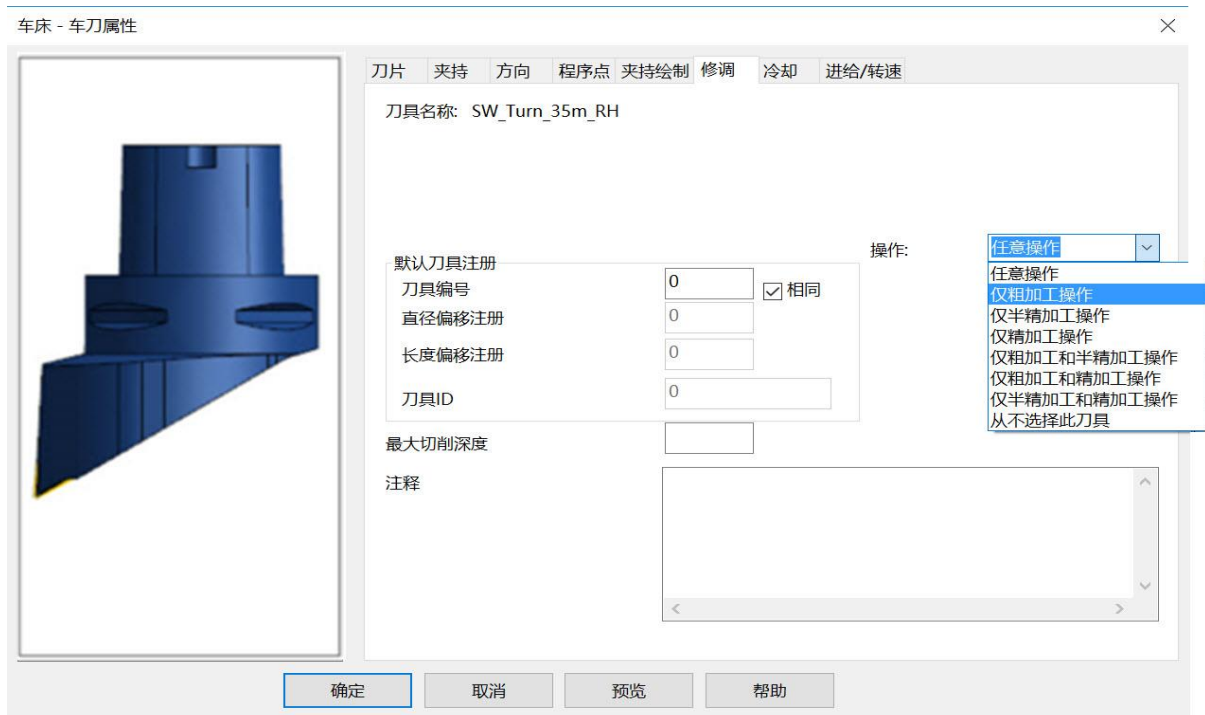 车床 - 车刀属性
刀片 夹持 方向 程序点 夹持绘制 修调 冷却 进给/转速
刀具名称: SW_Turn_35m_RH
操作: 任意操作
任意操作
仅粗加工操作
仅半精加工操作
仅精加工操作
仅粗加工和半精加工操作
仅粗加工和精加工操作
仅半精加工和精加工操作
从不选择此刀具
默认刀具注册
刀具编号 0 相同
直径偏移注册 0
长度偏移注册 0
刀具ID 0
最大切削深度
注释
确定 取消 预览 帮助